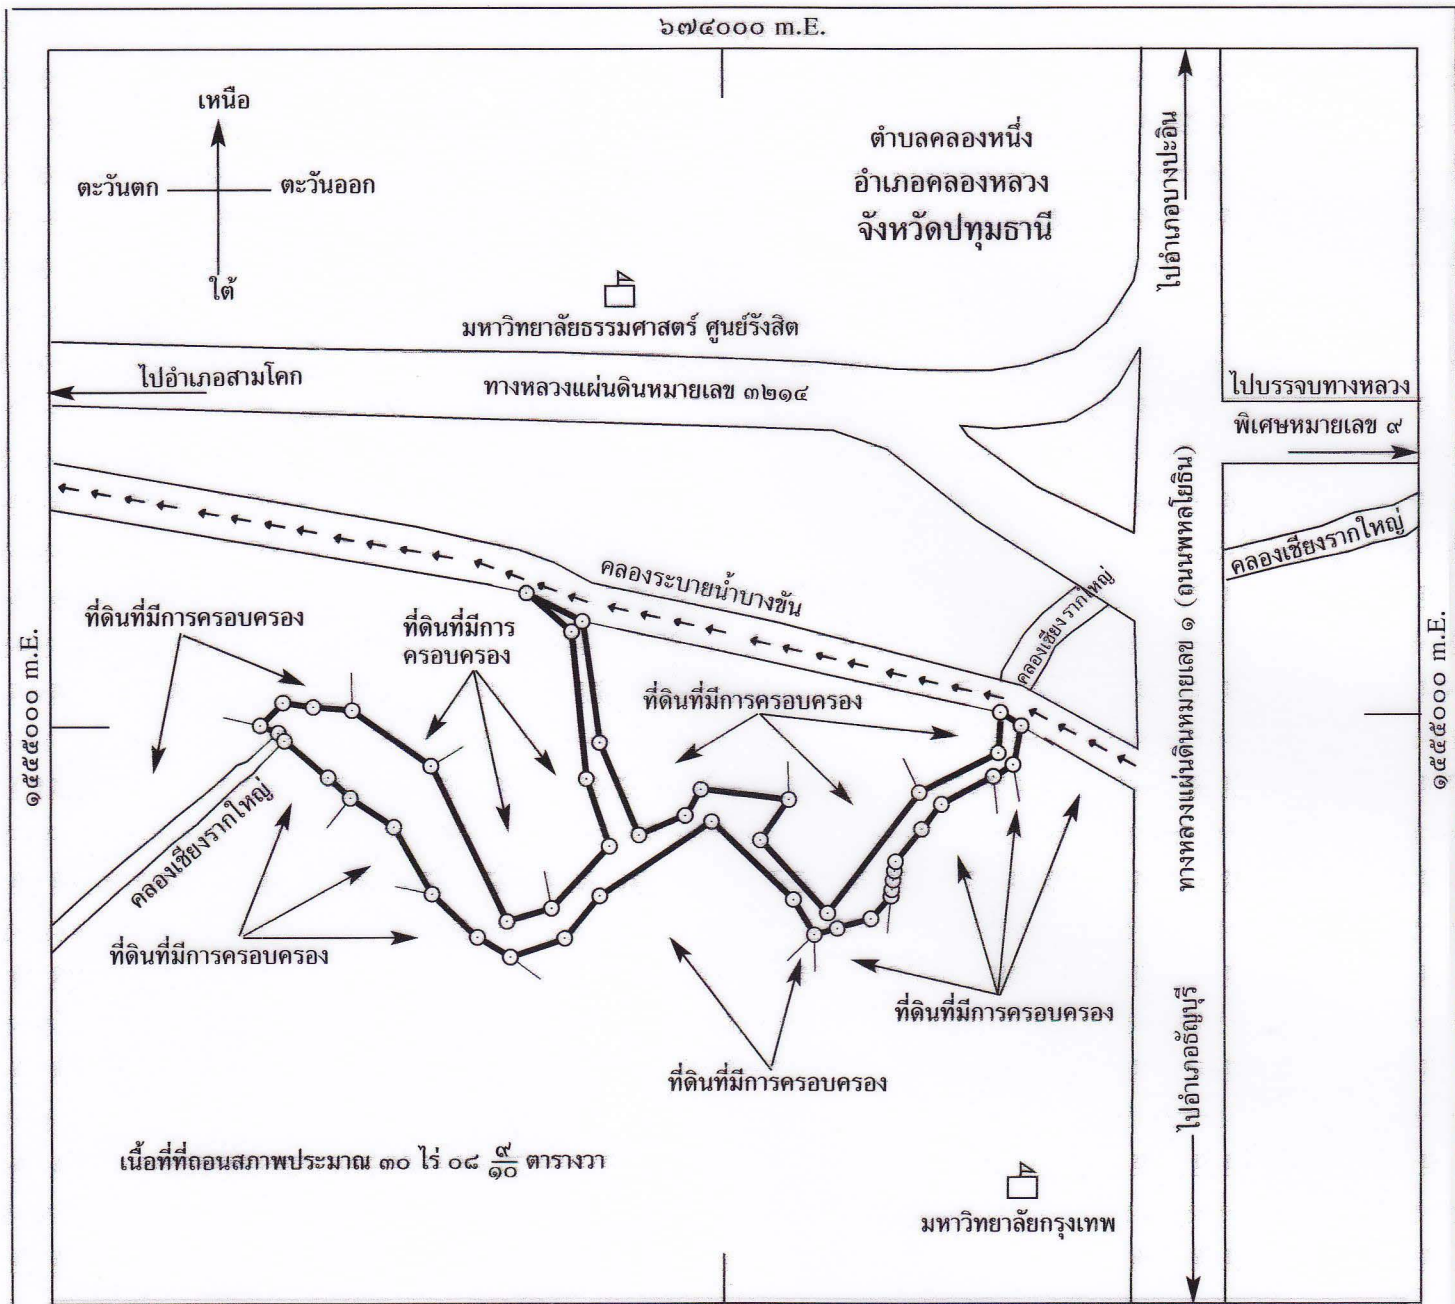 ๖๗๔๐๐๐ m.E.
เหนือ
ตะวันตก
ตะวันออก
ใต้
ตำบลคลองหนึ่ง
อำเภอคลองหลวง
จังหวัดปทุมธานี
ไปอำเภอบางปะอิน
มหาวิทยาลัยธรรมศาสตร์ ศูนย์รังสิต
ไปอำเภอสามโคก
ทางหลวงแผ่นดินหมายเลข ๓๒๑๔
ไปบรรจบทางหลวง
พิเศษหมายเลข ๙
ทางหลวงแผ่นดินหมายเลข ๑ (ถนนพหลโยธิน)
คลองเชียงรากใหญ่
คลองระบายน้ำบางขัน
คลองเชียง รากใหญ่
ที่ดินที่มีการครอบครอง
ที่ดินที่มีการ
ครอบครอง
ที่ดินที่มีการครอบครอง
๑๕๕๕๐๐๐ m.E.
๑๕๕๕๐๐๐ m.E.
คลองเชียงรากใหญ่
ที่ดินที่มีการครอบครอง
ที่ดินที่มีการครอบครอง
ที่ดินที่มีการครอบครอง
ไปอำเภอธัญบุรี
เนื้อที่ที่ถอนสภาพประมาณ ๓๐ ไร่ ๐๘ ๙/๑๐ ตารางวา
มหาวิทยาลัยกรุงเทพ